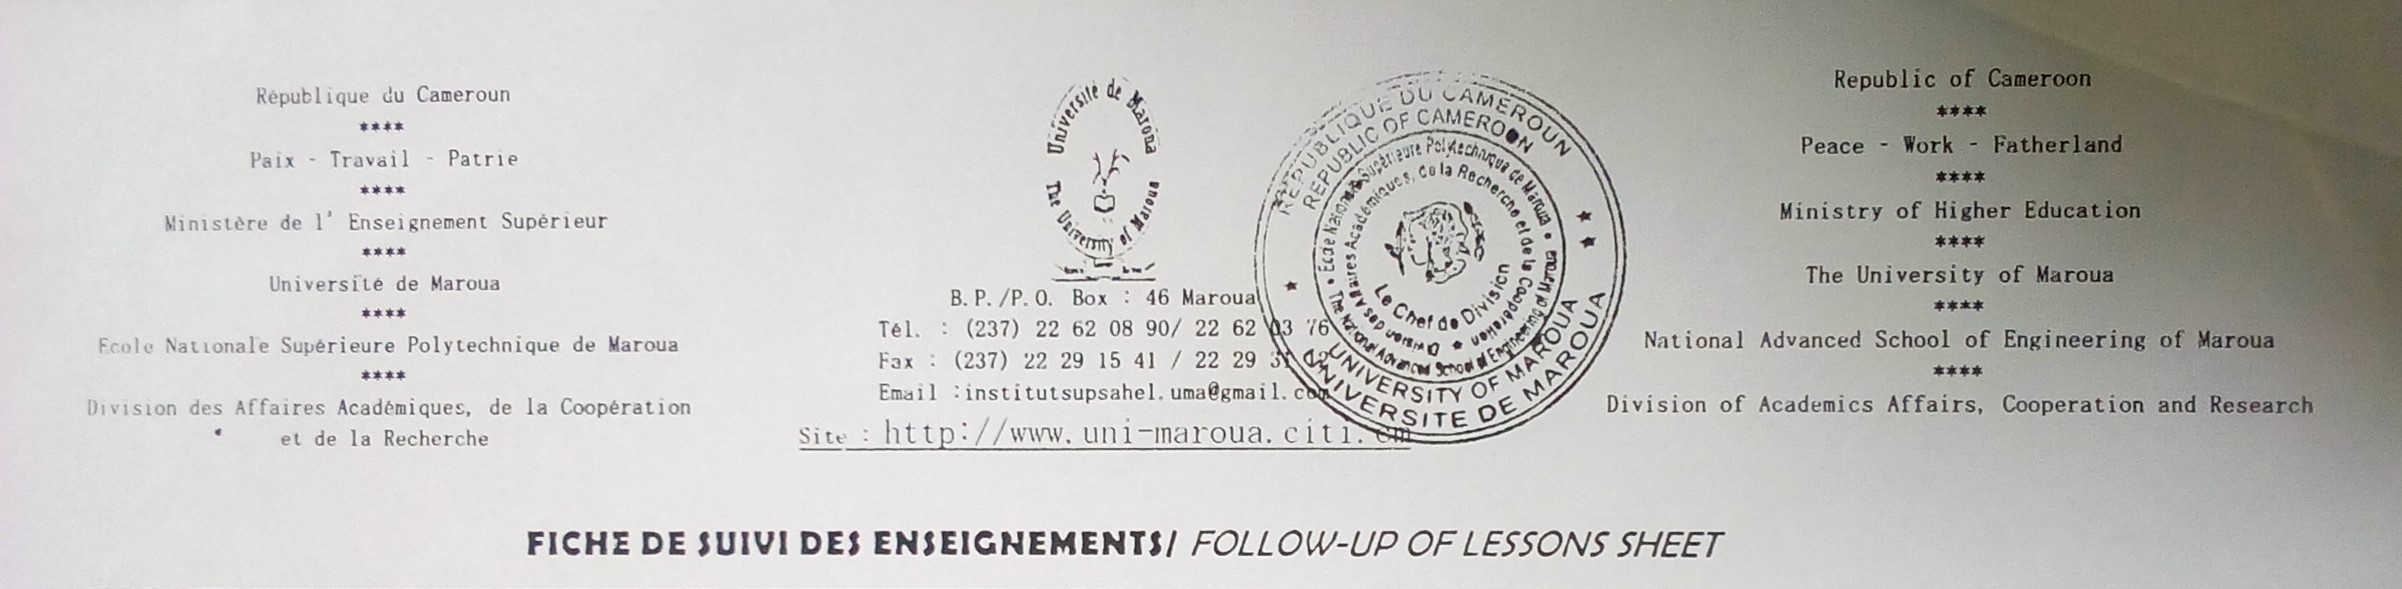 République du Cameroun
****
Paix - Travail - Patrie
****
Ministère de l' Enseignement Supérieur
****
Université de Maroua
****
Ecole Nationale Supérieure Polytechnique de Maroua
****
Division des Affaires Académiques, de la Coopération
et de la Recherche
Université de Maroua
The University of Maroua
B.P./P.O. Box : 46 Maroua
Tél. : (237) 22 62 08 90/ 22 62 03 76
Fax : (237) 22 29 15 41 / 22 29 31
Email :institutsupsahel.uma@gmail.com
Site : http://www.uni-maroua.citi.cm
REPUBLIQUE DU CAMEROUN
REPUBLIC OF CAMEROON
Ecole Nationale Supérieure Polytechnique de Maroua
The National Advanced School of Engineering of Maroua
Division des Affaires Académiques, de la Recherche et de la Coopération
Le Chef de Division
UNIVERSITY OF MAROUA
UNIVERSITE DE MAROUA
Republic of Cameroon
****
Peace - Work - Fatherland
****
Ministry of Higher Education
****
The University of Maroua
****
National Advanced School of Engineering of Maroua
****
Division of Academics Affairs, Cooperation and Research
FICHE DE SUIVI DES ENSEIGNEMENTS/ FOLLOW-UP OF LESSONS SHEET